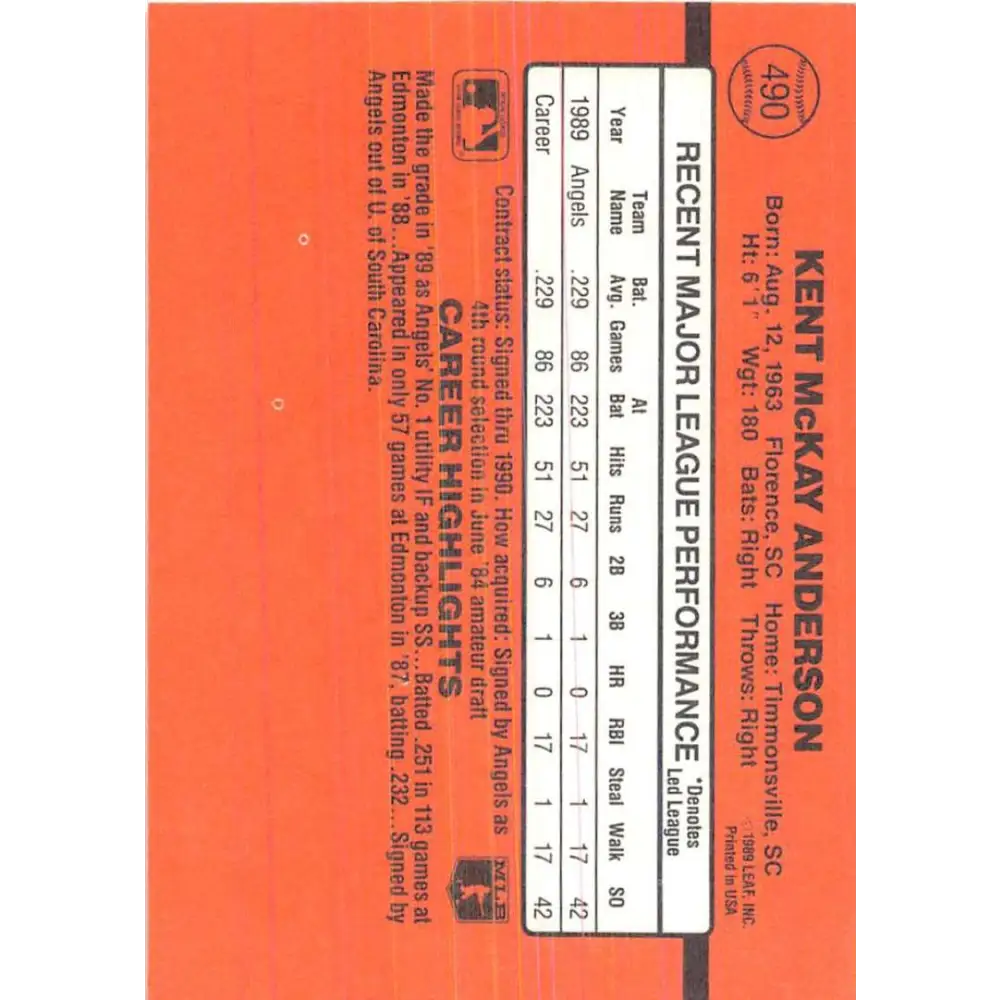 490
KENT McKAY ANDERSON
Born: Aug. 12, 1963 Florence, SC Home: Timmonsville, SC
Ht: 6'1" Wgt: 180 Bats: Right Throws: Right
© 1989 LEAF, INC.
Printed in USA
RECENT MAJOR LEAGUE PERFORMANCE *Denotes Led League
Year Team Name Bat. Avg. Games At Bat Hits Runs 2B 3B HR RBI Steal Walk SO
1989 Angels .229 86 223 51 27 6 1 0 17 1 17 42
Career .229 86 223 51 27 6 1 0 17 1 17 42
Contract status: Signed thru 1990. How acquired: Signed by Angels as
4th round selection in June '84 amateur draft
MLB
CAREER HIGHLIGHTS
Made the grade in '89 as Angels' No. 1 utility IF and backup SS...Batted .251 in 113 games at
Edmonton in '88...Appeared in only 57 games at Edmonton in '87, batting .232...Signed by
Angels out of U. of South Carolina.